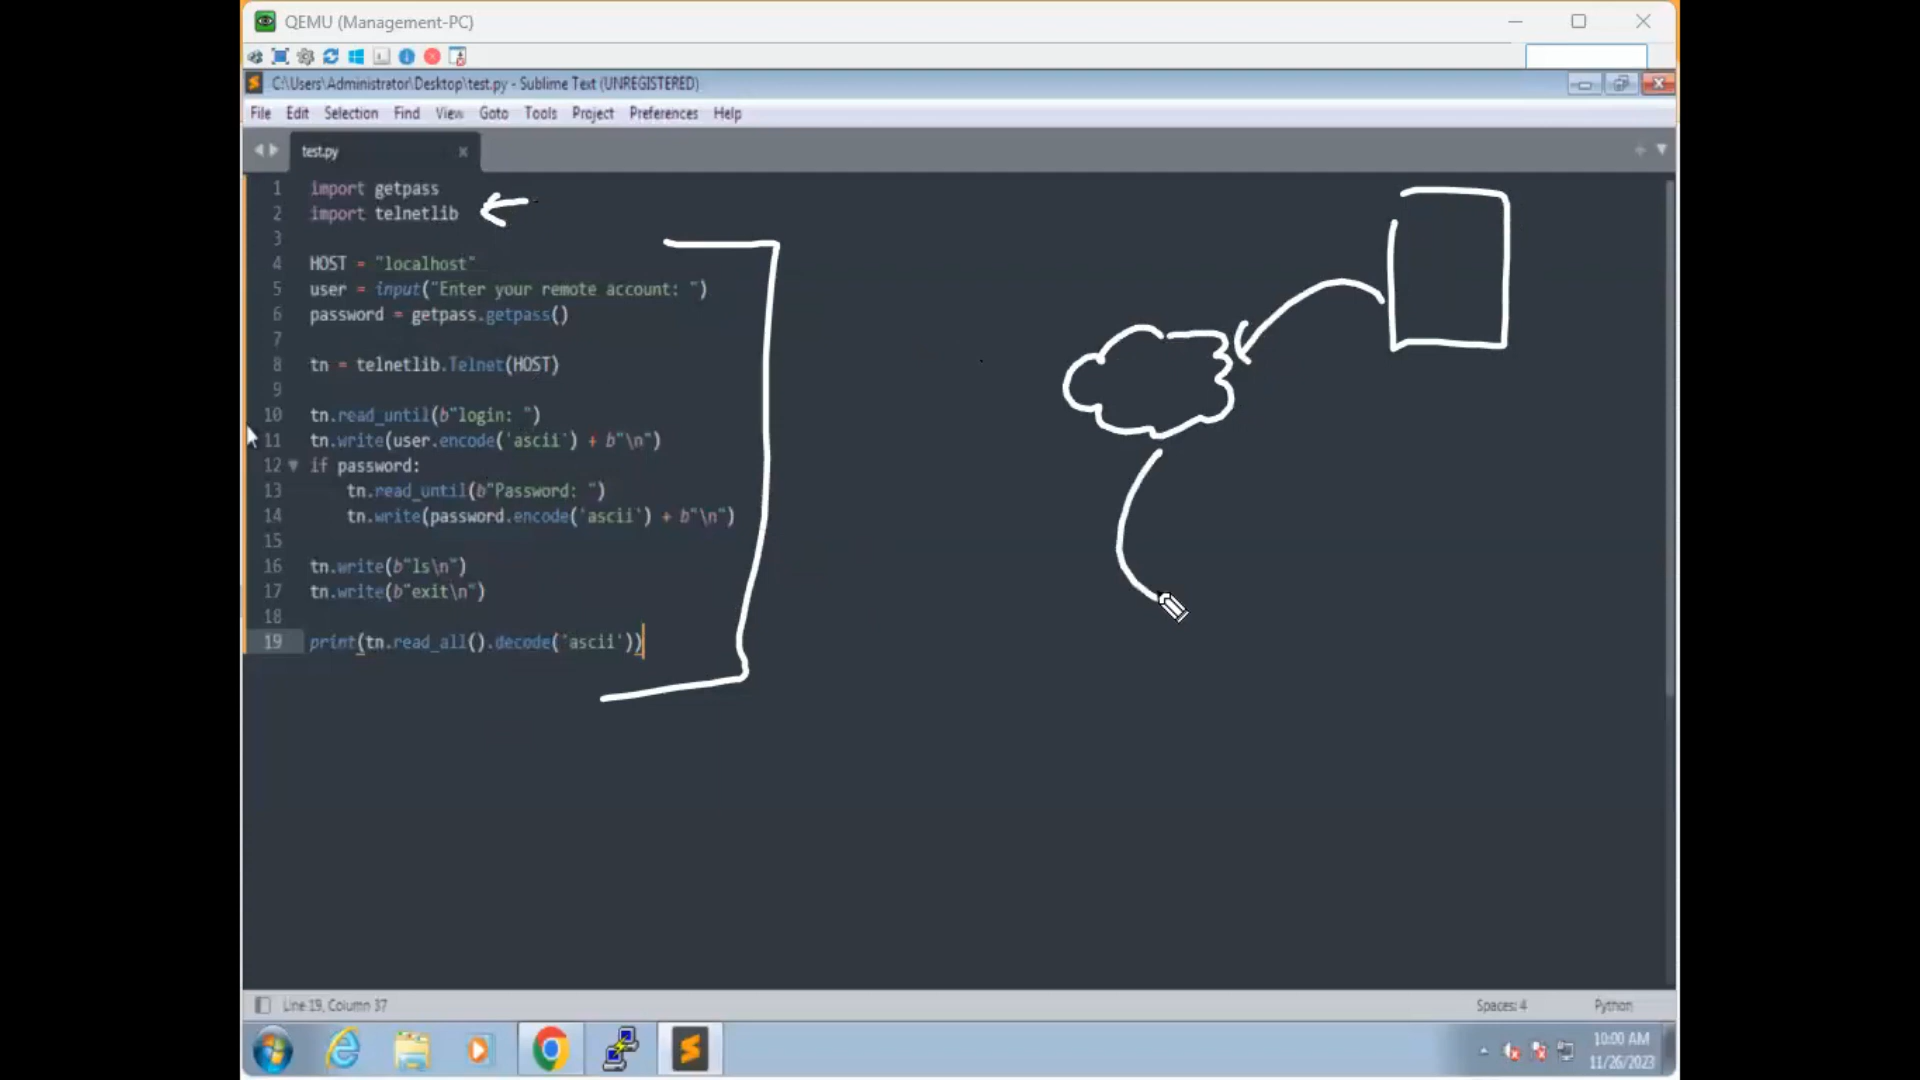 QEMU (Management-PC)
C:\Users\Administrator\Desktop\test.py - Sublime Text (UNREGISTERED)
File Edit Selection Find View Goto Tools Project Preferences Help
test.py
1 import getpass
2 import telnetlib
3
4 HOST = "localhost"
5 user = input("Enter your remote account: ")
6 password = getpass.getpass()
7
8 tn = telnetlib.Telnet(HOST)
9
10 tn.read_until(b"login: ")
11 tn.write(user.encode('ascii') + b"\n")
12 if password:
13 tn.read_until(b"Password: ")
14 tn.write(password.encode('ascii') + b"\n")
15
16 tn.write(b"ls\n")
17 tn.write(b"exit\n")
18
19 print(tn.read_all().decode('ascii'))
Line 19, Column 37 Spaces: 4 Python
10:00 AM
11/26/2023